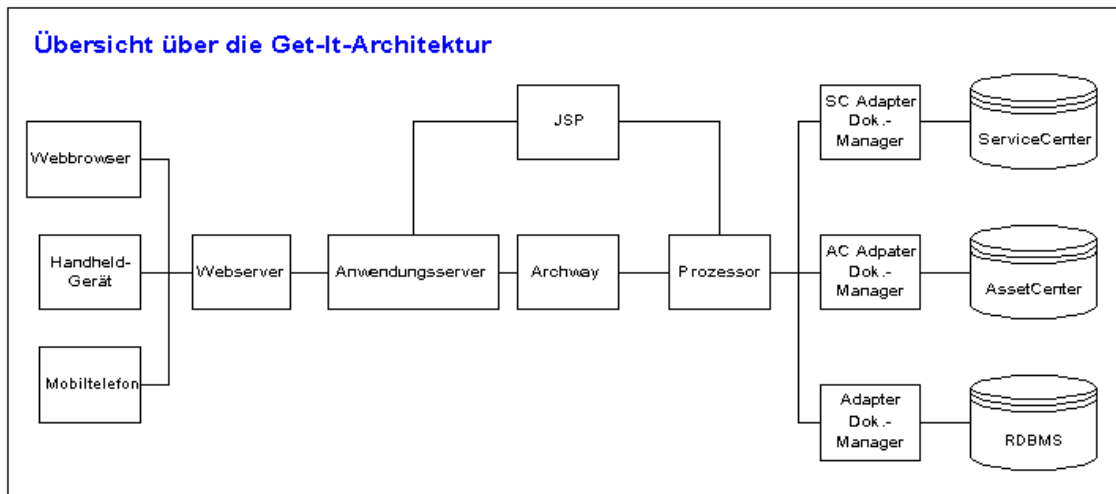 Übersicht über die Get-It-Architektur
JSP
SC Adapter
Dok.-
Manager
ServiceCenter
Webbrowser
Handheld-
Gerät
Webserver
Anwendungsserver
Archway
Prozessor
AC Adpater
Dok.-
Manager
AssetCenter
Mobiltelefon
Adapter
Dok.-
Manager
RDBMS